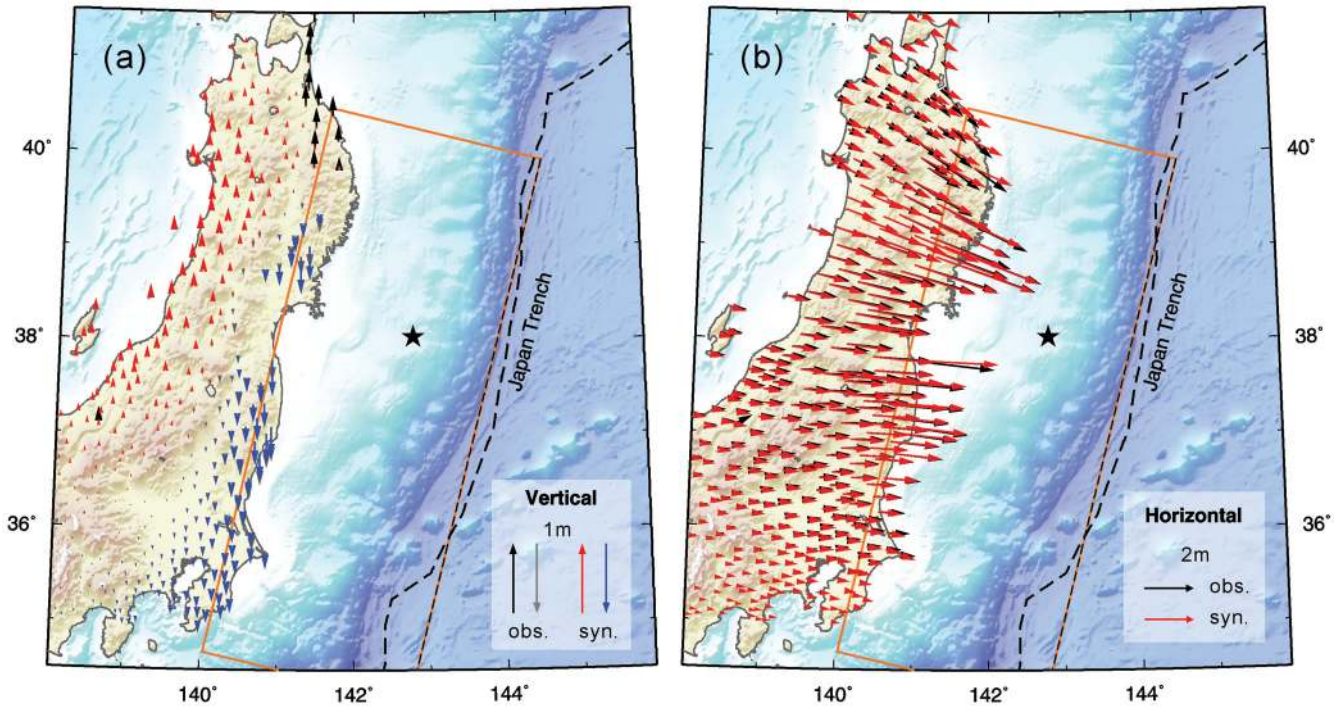 (a)
40°
38°
36°
140°
142°
144°
Japan Trench
Vertical
1m
obs.
syn.
(b)
40°
38°
36°
140°
142°
144°
Japan Trench
Horizontal
2m
obs.
syn.